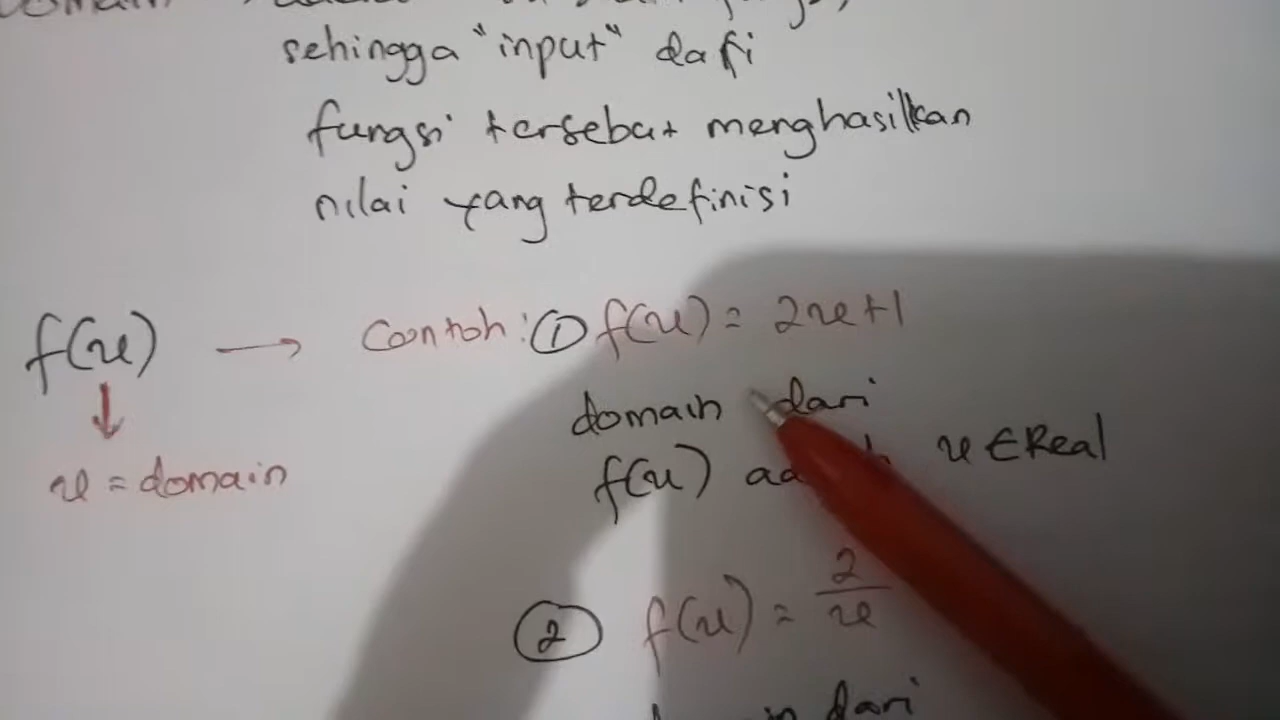 sehingga "input" dari
fungsi tersebut menghasilkan
nilai yang terdefinisi
f(x) → Contoh: ① f(x) = 2x+1
domain dari
f(x) x ∈ Real
x = domain
② f(x) = 2/x
dari